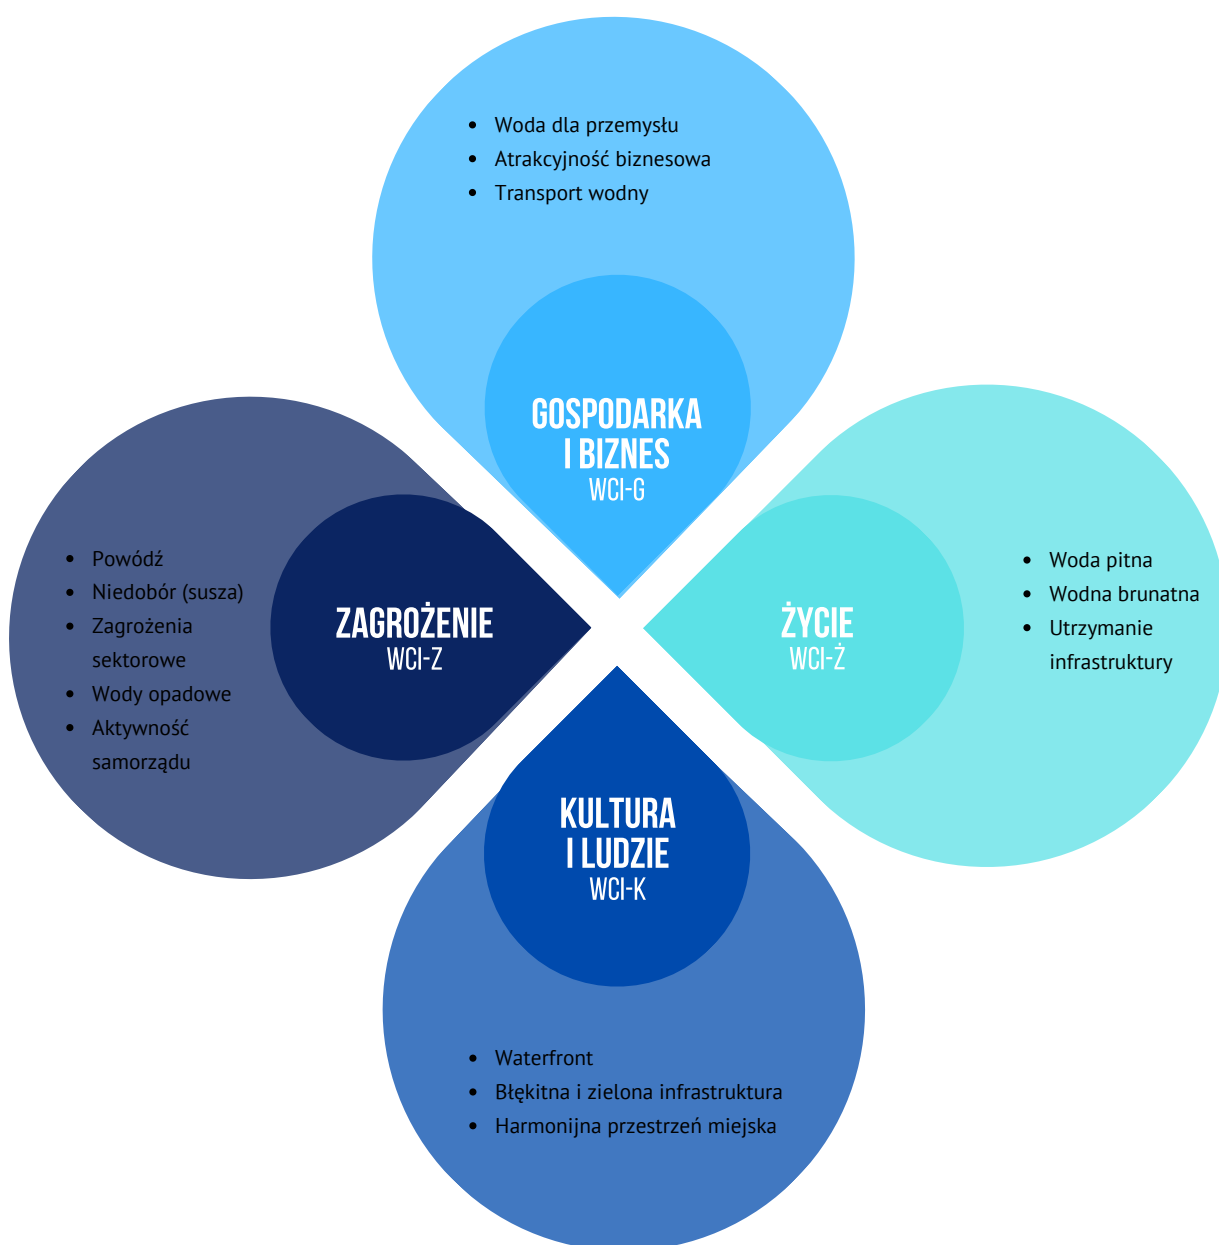 Woda dla przemysłu
Atrakcyjność biznesowa
Transport wodny
GOSPODARKA
I BIZNES
WCI-G
Powódź
Niedobór (susza)
Zagrożenia
sektorowe
Wody opadowe
Aktywność
samorządu
ZAGROŻENIE
WCI-Z
ŻYCIE
WCI-Ż
Woda pitna
Wodna brunatna
Utrzymanie
infrastruktury
KULTURA
I LUDZIE
WCI-K
Waterfront
Błękitna i zielona infrastruktura
Harmonijna przestrzeń miejska